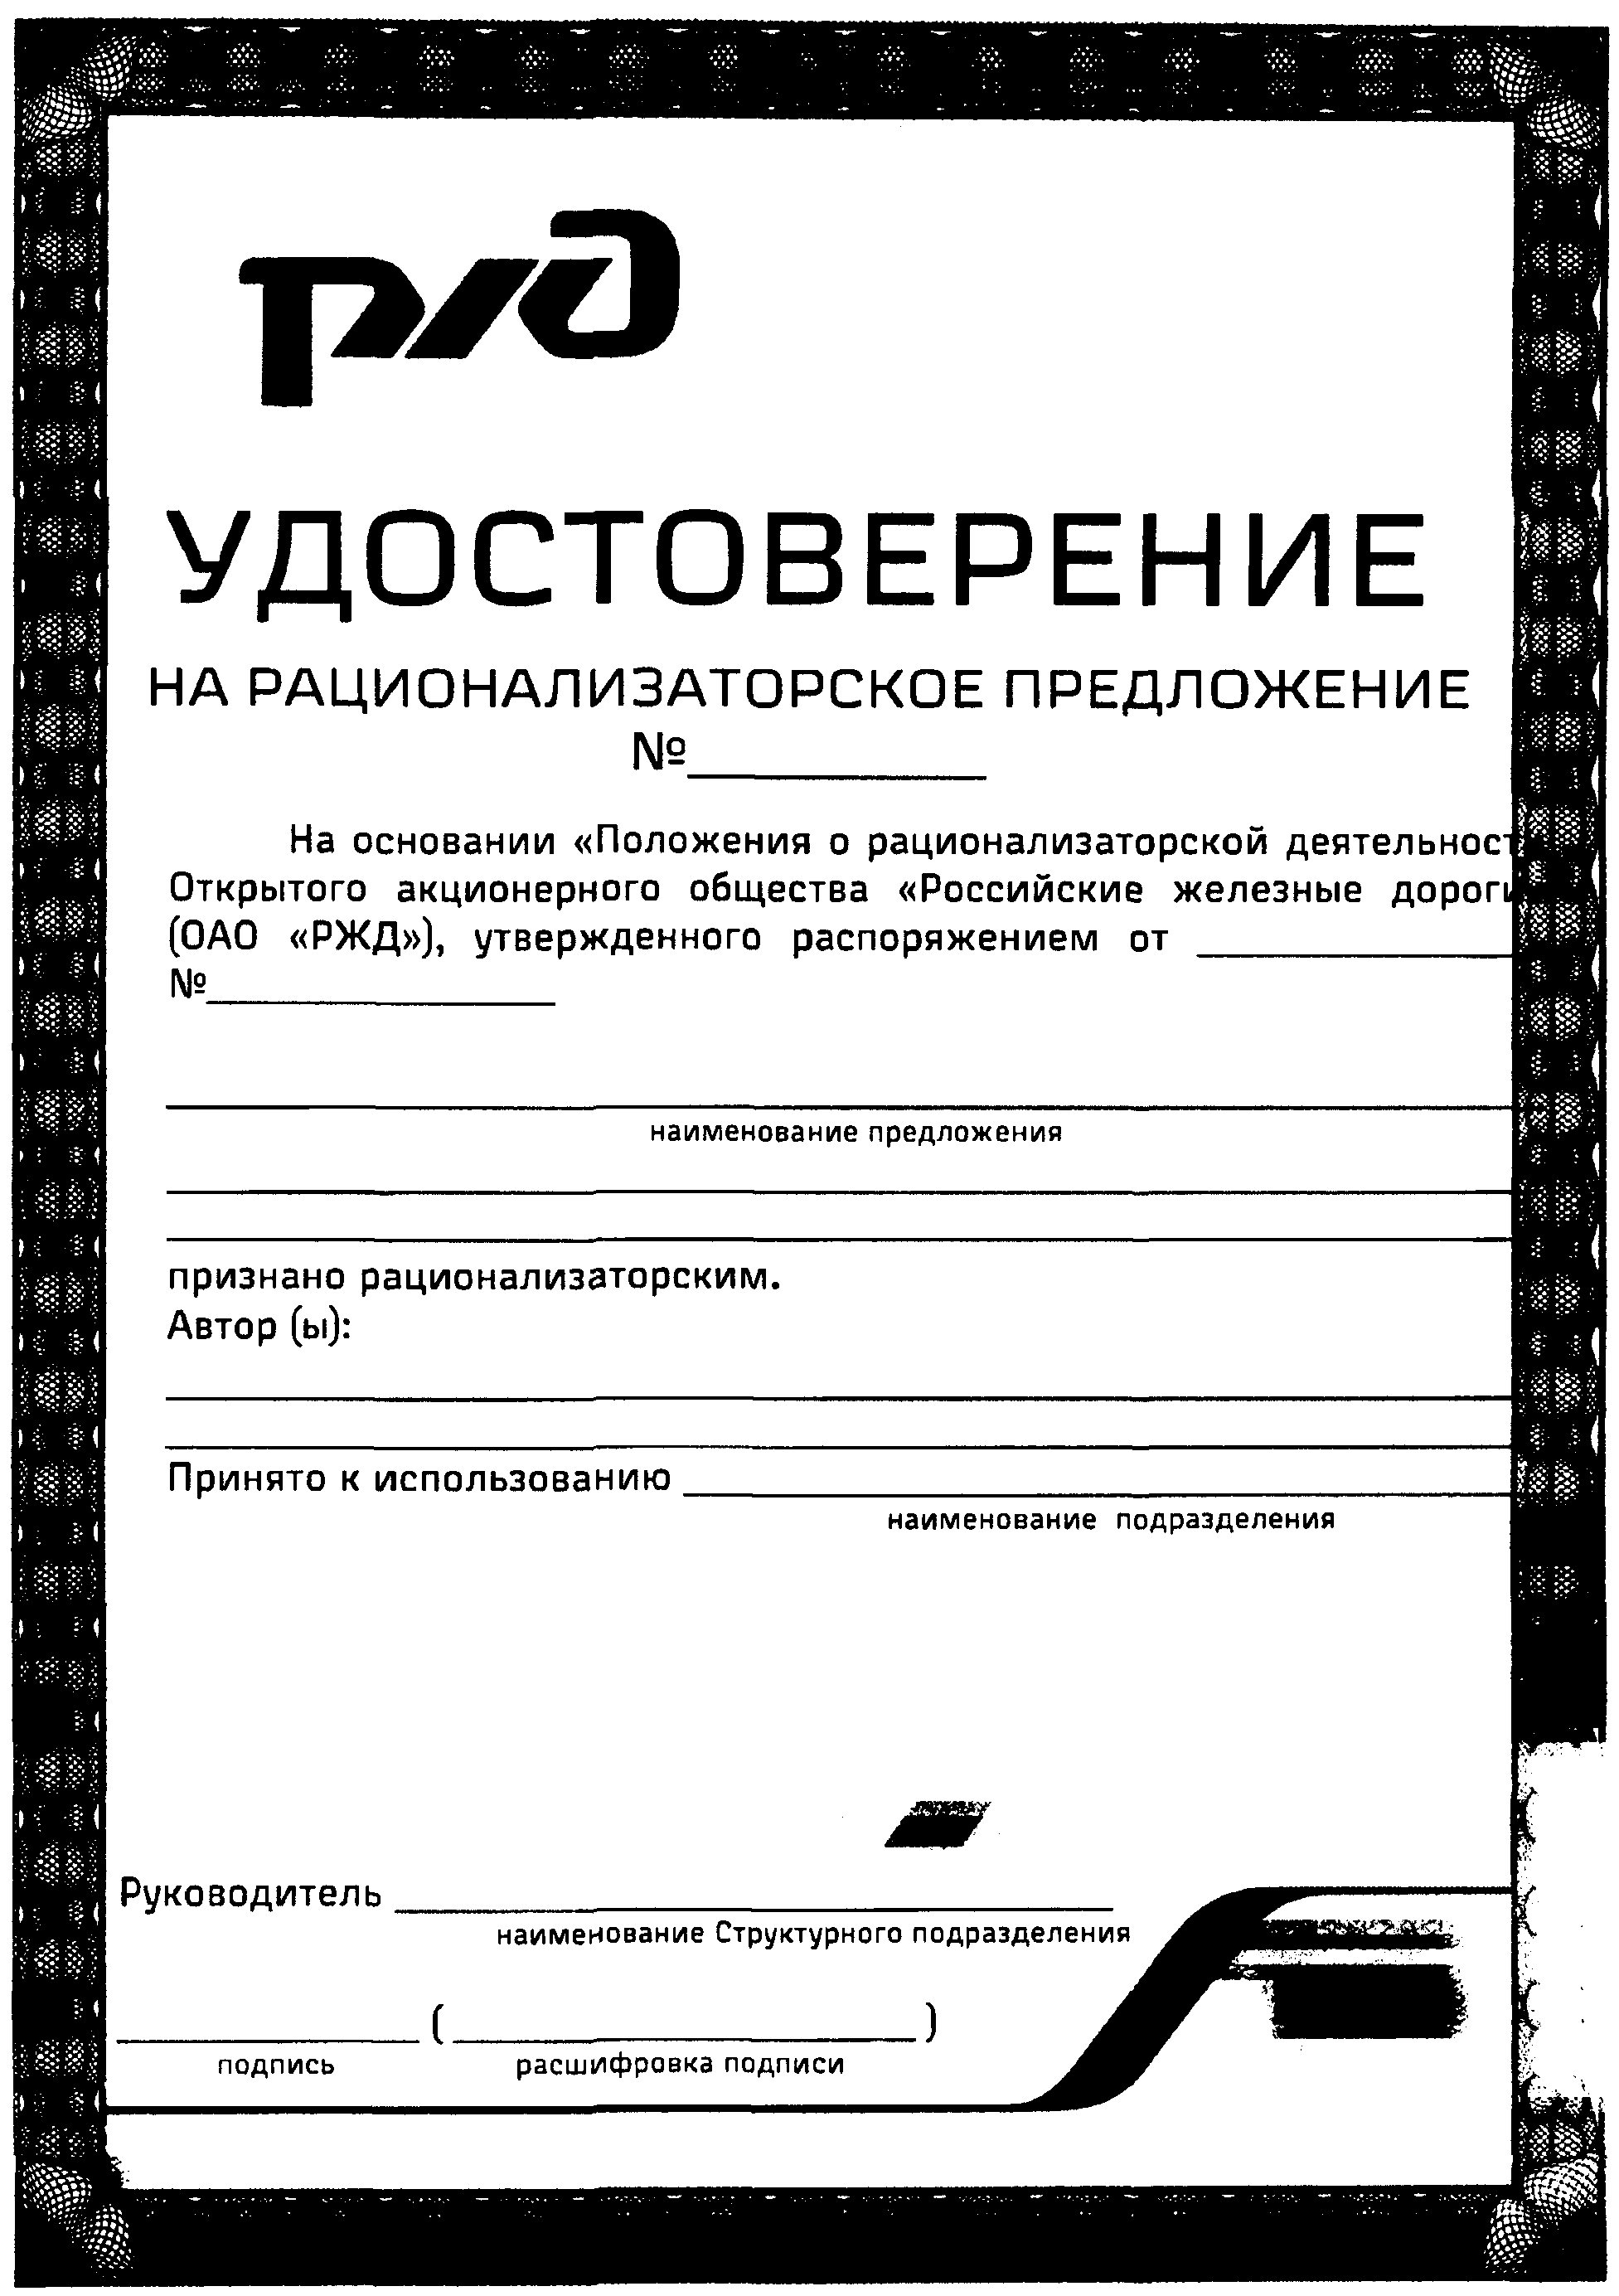 РЖД
УДОСТОВЕРЕНИЕ
НА РАЦИОНАЛИЗАТОРСКОЕ ПРЕДЛОЖЕНИЕ
№
На основании «Положения о рационализаторской деятельност
Открытого акционерного общества «Российские железные дороги
(ОАО «РЖД»), утвержденного распоряжением от
№
наименование предложения
признано рационализаторским.
Автор (ы):
Принято к использованию
наименование подразделения
Руководитель
наименование Структурного подразделения
( )
подпись расшифровка подписи